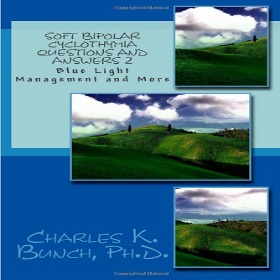 Soft Bipolar
Cyclothymia
Questions and
Answers 2
Blue Light
Management and More
Charles K.
Bunch, Ph.D.